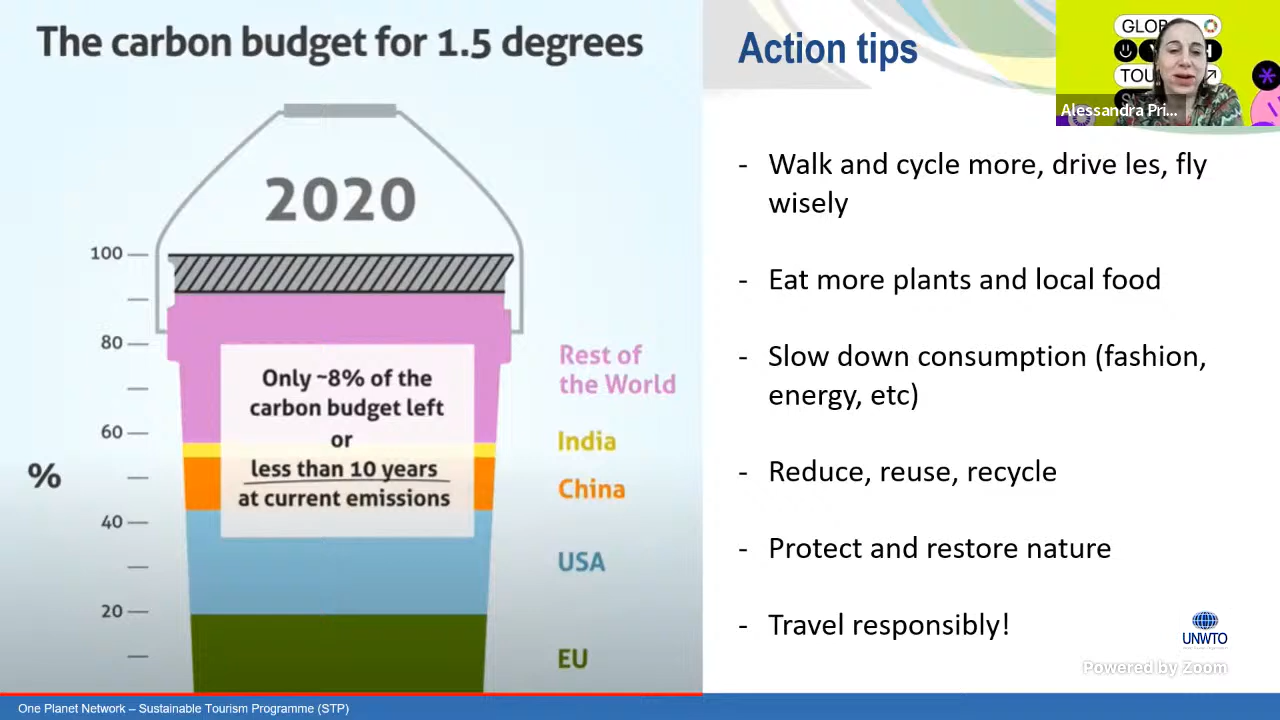 The carbon budget for 1.5 degrees
2020
100
80
60
%
40
20
Only ~8% of the
carbon budget left
or
less than 10 years
at current emissions
Rest of
the World
India
China
USA
EU
Action tips
- Walk and cycle more, drive les, fly
wisely
- Eat more plants and local food
- Slow down consumption (fashion,
energy, etc)
- Reduce, reuse, recycle
- Protect and restore nature
- Travel responsibly!
Alessandra Pri...
UNWTO
Powered by Zoom
One Planet Network – Sustainable Tourism Programme (STP)